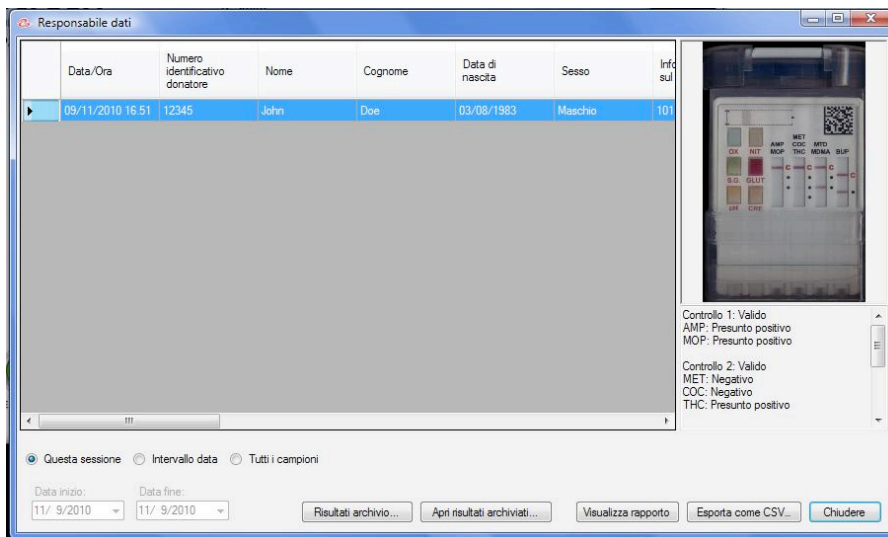 Responsabile dati
Data/Ora
Numero
identificativo
donatore
Nome
Cognome
Data di
nascita
Sesso
Info
sul
09/11/2010 16.51 12345 John Doe 03/08/1983 Maschio 101
AMP MOP
MET COC THC
MTD MDMA
BUP
OX NIT
S.G. GLUT
pH CRE
C C C C
Controllo 1: Valido
AMP: Presunto positivo
MOP: Presunto positivo
Controllo 2: Valido
MET: Negativo
COC: Negativo
THC: Presunto positivo
Questa sessione Intervallo data Tutti i campioni
Data inizio: Data fine:
11/ 9/2010 11/ 9/2010
Risultati archivio... Apri risultati archiviati... Visualizza rapporto Esporta come CSV... Chiudere